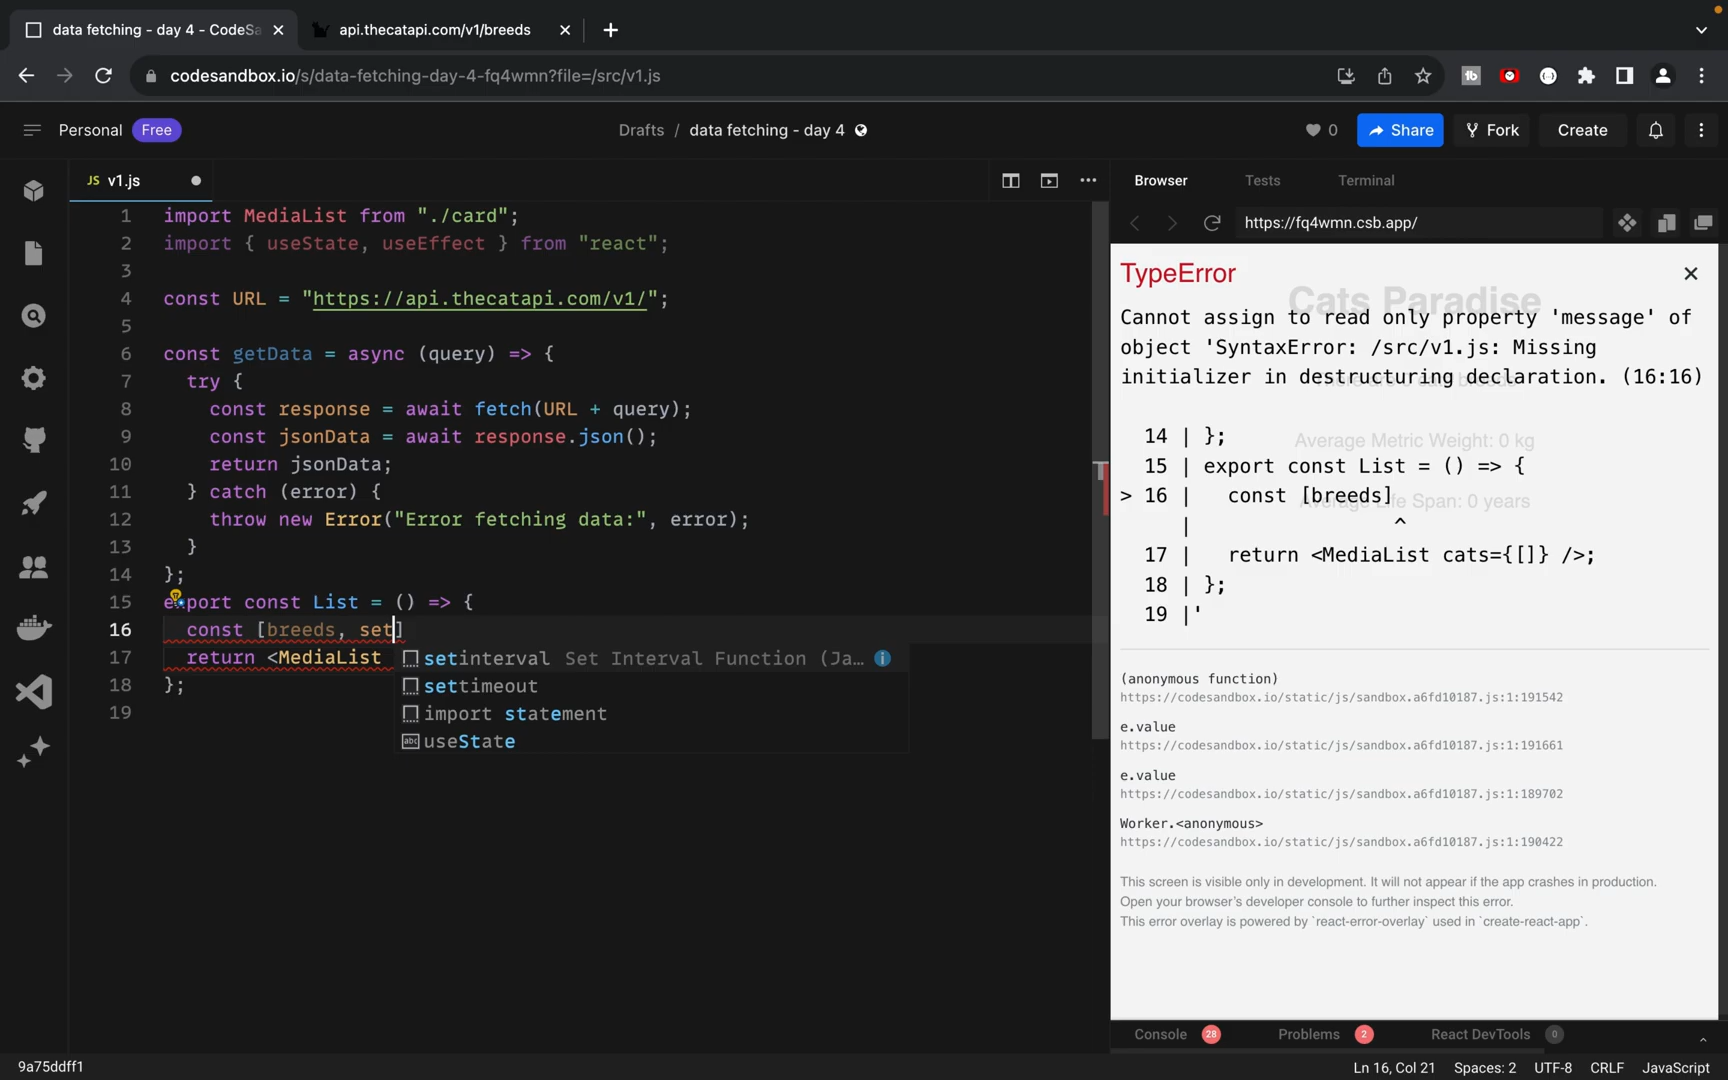 data fetching - day 4 - CodeSa
api.thecatapi.com/v1/breeds
codesandbox.io/s/data-fetching-day-4-fq4wmn?file=/src/v1.js
Personal Free
Drafts / data fetching - day 4
0
Share
Fork
Create
JS v1.js
Browser Tests Terminal
https://fq4wmn.csb.app/
1 import MediaList from "./card";
2 import { useState, useEffect } from "react";
3
4 const URL = "https://api.thecatapi.com/v1/";
5
6 const getData = async (query) => {
7 try {
8 const response = await fetch(URL + query);
9 const jsonData = await response.json();
10 return jsonData;
11 } catch (error) {
12 throw new Error("Error fetching data:", error);
13 }
14 };
15 export const List = () => {
16 const [breeds, set]
17 return <MediaList
18 };
19
setinterval Set Interval Function (Ja…
settimeout
import statement
useState
TypeError
Cats Paradise
Cannot assign to read only property 'message' of
object 'SyntaxError: /src/v1.js: Missing
initializer in destructuring declaration. (16:16)
14 | };
Average Metric Weight: 0 kg
15 | export const List = () => {
> 16 | const [breeds]
Average Life Span: 0 years
| ^
17 | return <MediaList cats={[]} />;
18 | };
19 |'
(anonymous function)
https://codesandbox.io/static/js/sandbox.a6fd10187.js:1:191542
e.value
https://codesandbox.io/static/js/sandbox.a6fd10187.js:1:191661
e.value
https://codesandbox.io/static/js/sandbox.a6fd10187.js:1:189702
Worker.<anonymous>
https://codesandbox.io/static/js/sandbox.a6fd10187.js:1:190422
This screen is visible only in development. It will not appear if the app crashes in production.
Open your browser's developer console to further inspect this error.
This error overlay is powered by `react-error-overlay` used in `create-react-app`.
Console 28 Problems 2 React DevTools 0
9a75ddff1
Ln 16, Col 21 Spaces: 2 UTF-8 CRLF JavaScript